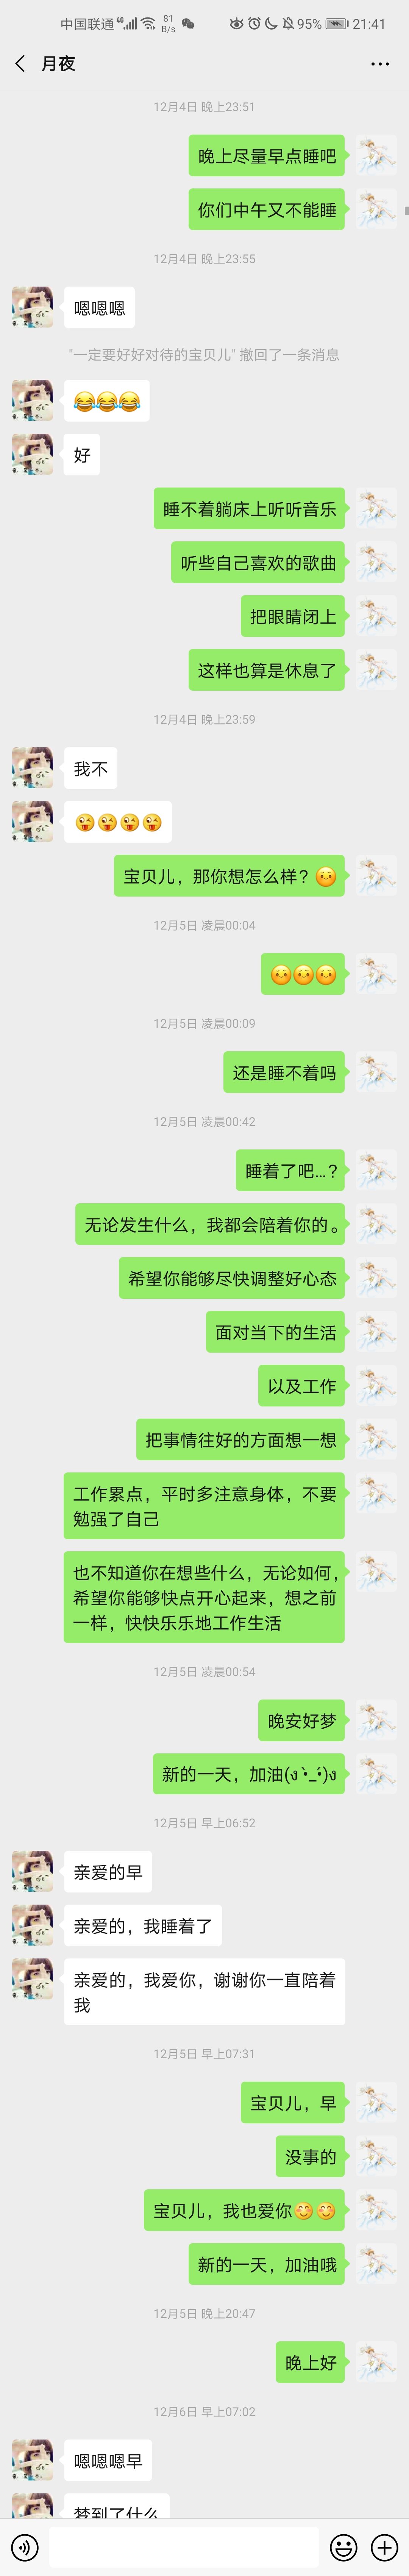 中国联通 4G 81 B/s 95% 21:41
月夜
12月4日 晚上23:51
晚上尽量早点睡吧
你们中午又不能睡
12月4日 晚上23:55
嗯嗯嗯
"一定要好好对待的宝贝儿" 撤回了一条消息
😂😂😂
好
睡不着躺床上听听音乐
听些自己喜欢的歌曲
把眼睛闭上
这样也算是休息了
12月4日 晚上23:59
我不
😜😜😜😜
宝贝儿，那你想怎么样？
12月5日 凌晨00:04
12月5日 凌晨00:09
还是睡不着吗
12月5日 凌晨00:42
睡着了吧...？
无论发生什么，我都会陪着你的。
希望你能够尽快调整好心态
面对当下的生活
以及工作
把事情往好的方面想一想
工作累点，平时多注意身体，不要
勉强了自己
也不知道你在想些什么，无论如何，
希望你能够快点开心起来，想之前
一样，快快乐乐地工作生活
12月5日 凌晨00:54
晚安好梦
新的一天，加油(ง •̀_•́)ง
12月5日 早上06:52
亲爱的早
亲爱的，我睡着了
亲爱的，我爱你，谢谢你一直陪着
我
12月5日 早上07:31
宝贝儿，早
没事的
宝贝儿，我也爱你😊😊
新的一天，加油哦
12月5日 晚上20:47
晚上好
12月6日 早上07:02
嗯嗯嗯早
梦到了什么